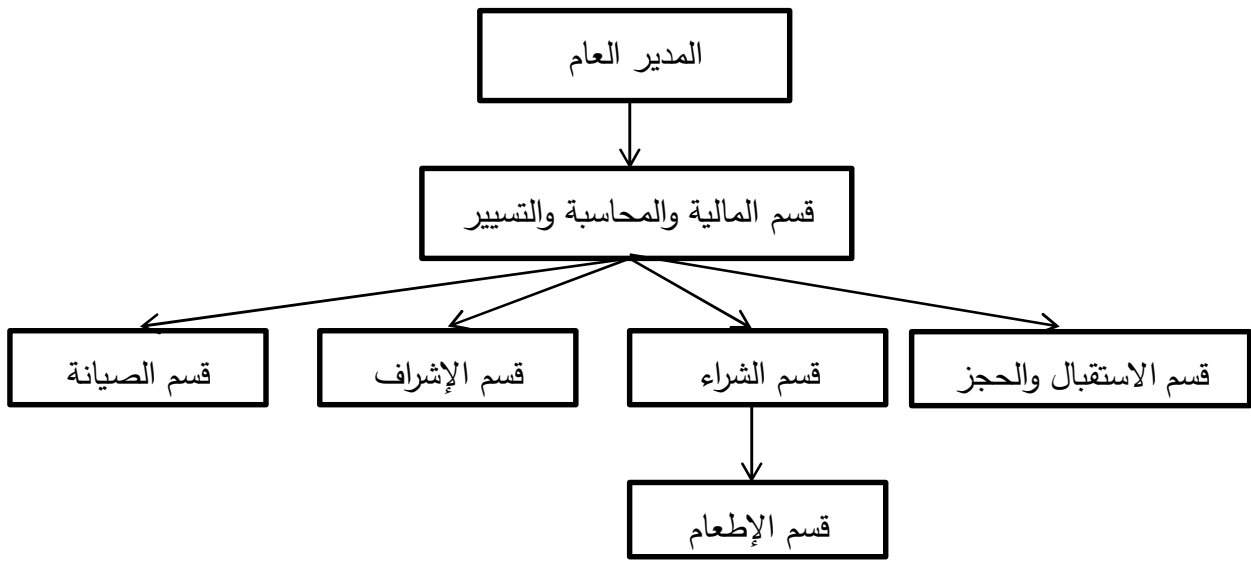 المدير العام
قسم المالية والمحاسبة والتسيير
قسم الاستقبال والحجز
قسم الشراء
قسم الإشراف
قسم الصيانة
قسم الإطعام